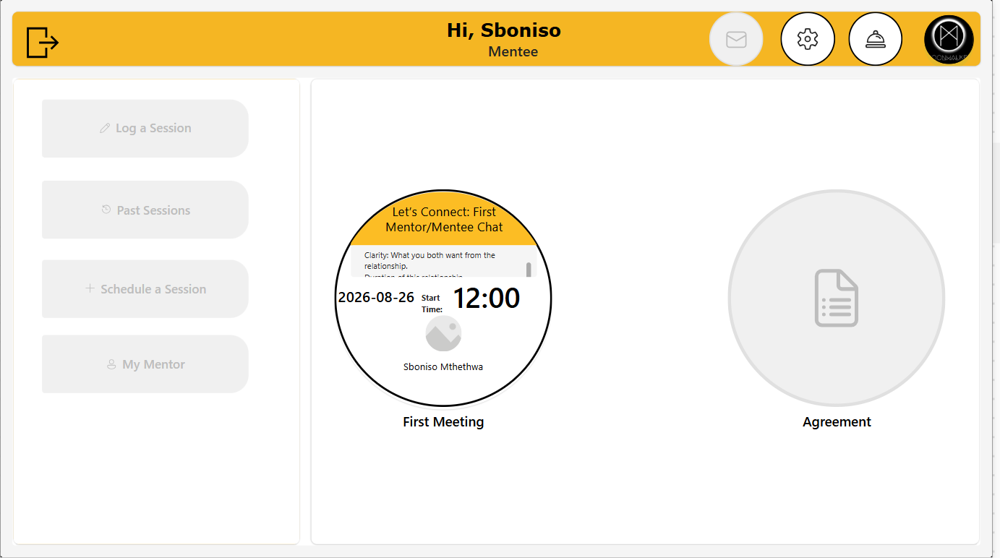 Hi, Sboniso
Mentee
Log a Session
Past Sessions
Schedule a Session
My Mentor
Let’s Connect: First
Mentor/Mentee Chat
Clarity: What you both want from the
relationship.
Duration of this relationship
2026-08-26
Start
Time:
12:00
Sboniso Mthethwa
First Meeting
Agreement